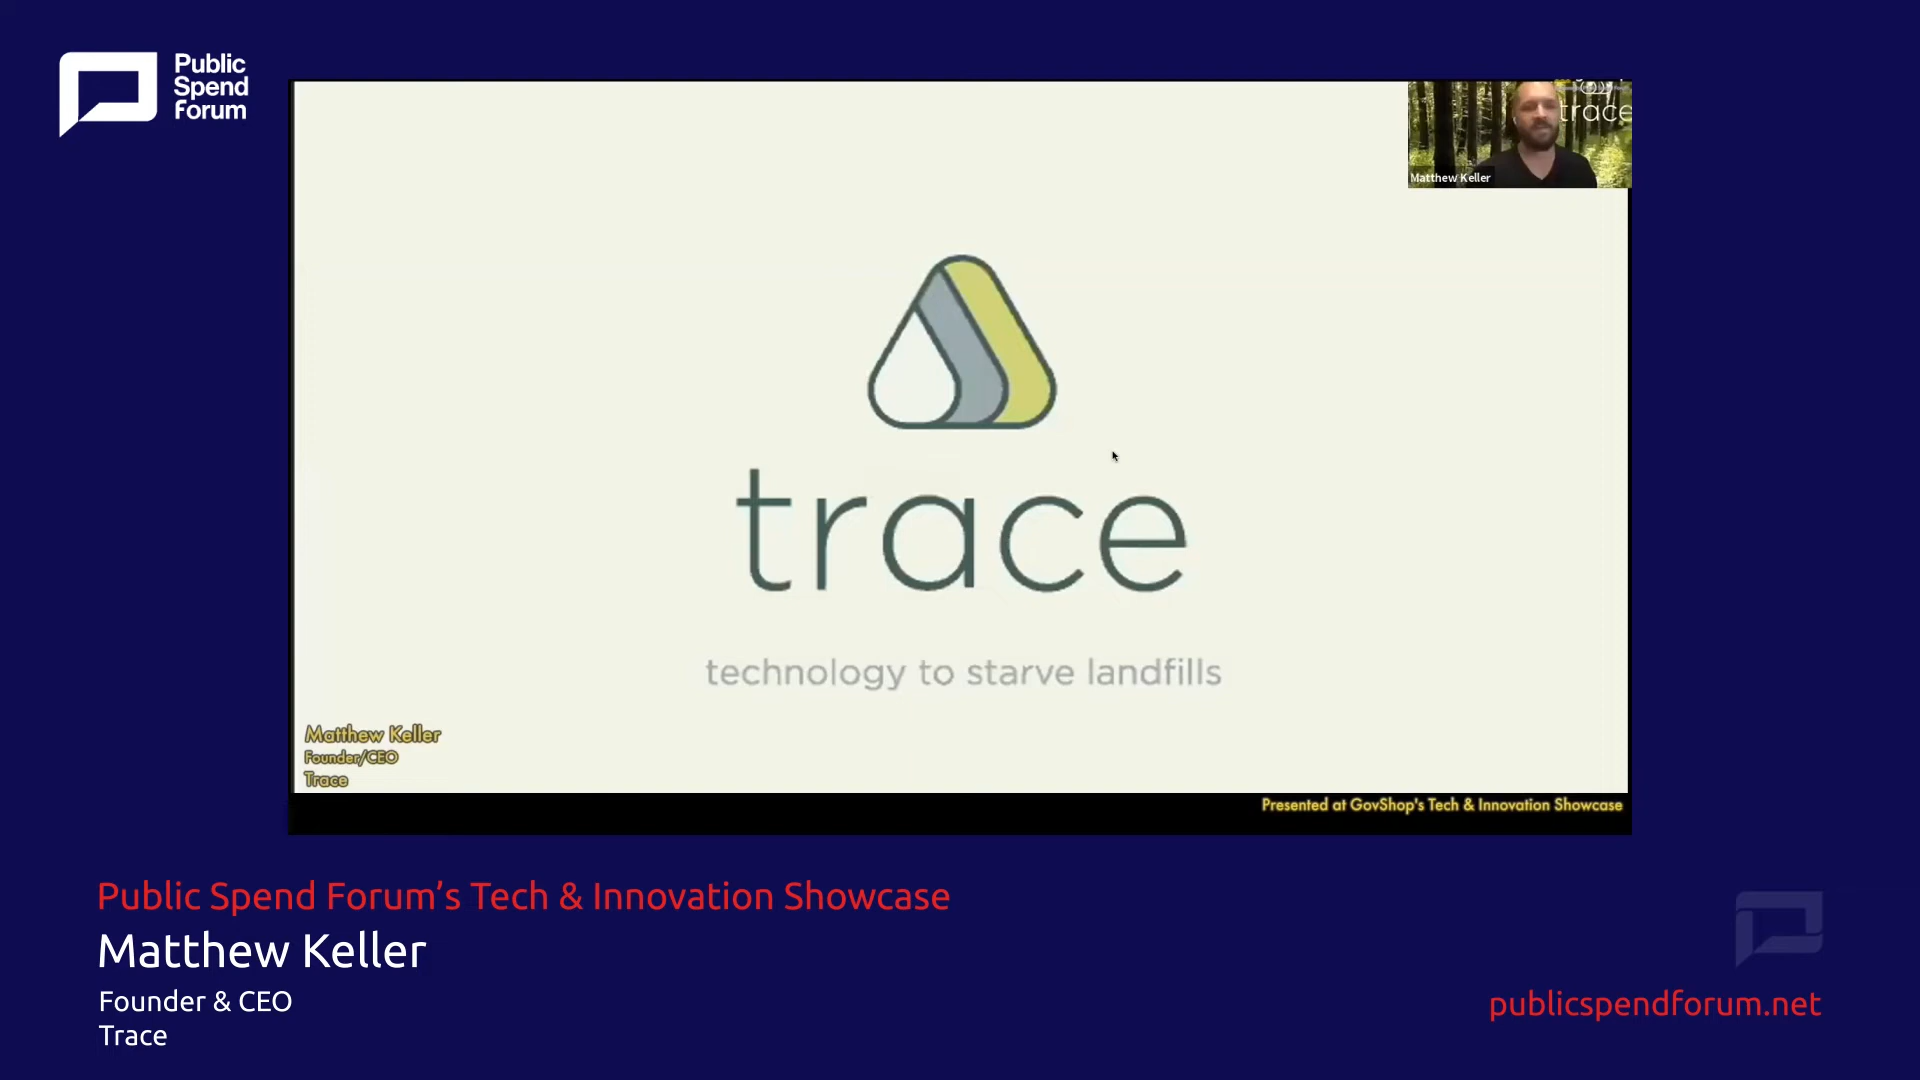 Public
Spend
Forum
trace
Matthew Keller
trace
technology to starve landfills
Matthew Keller
Founder/CEO
Trace
Presented at GovShop's Tech & Innovation Showcase
Public Spend Forum’s Tech & Innovation Showcase
Matthew Keller
Founder & CEO
Trace
publicspendforum.net